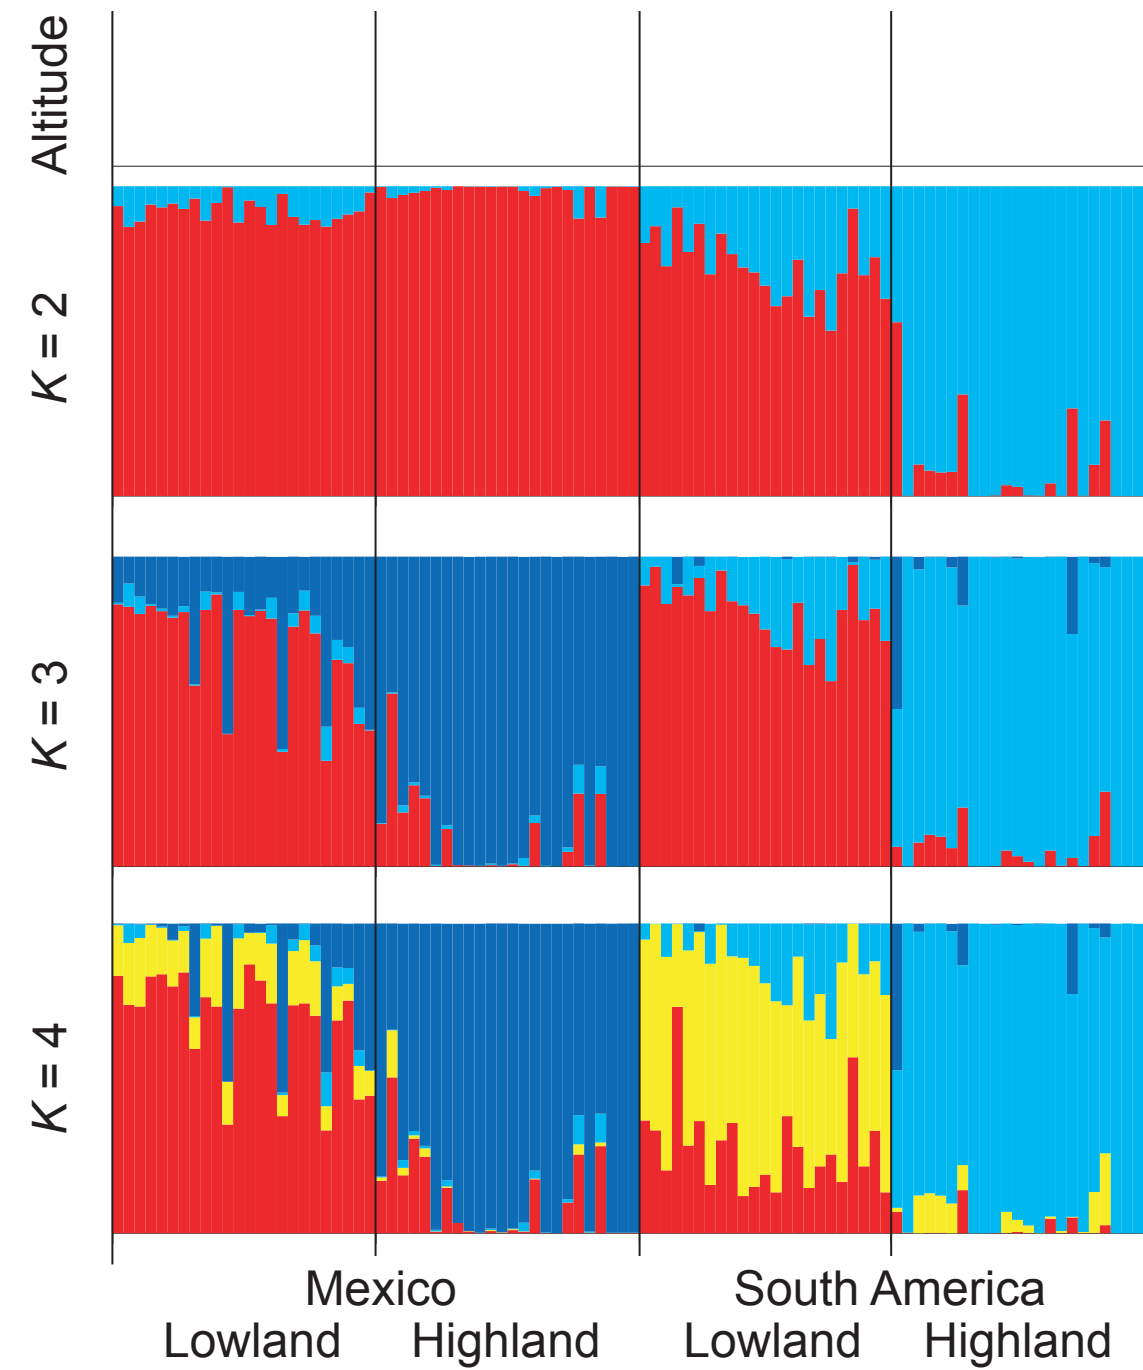 Altitude
K = 2
K = 3
K = 4
Mexico South America
Lowland Highland Lowland Highland